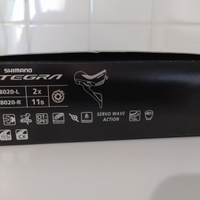 SHIMANO
TEGRA
8020-L 2x
8020-R 11s
SERVO WAVE
ACTION